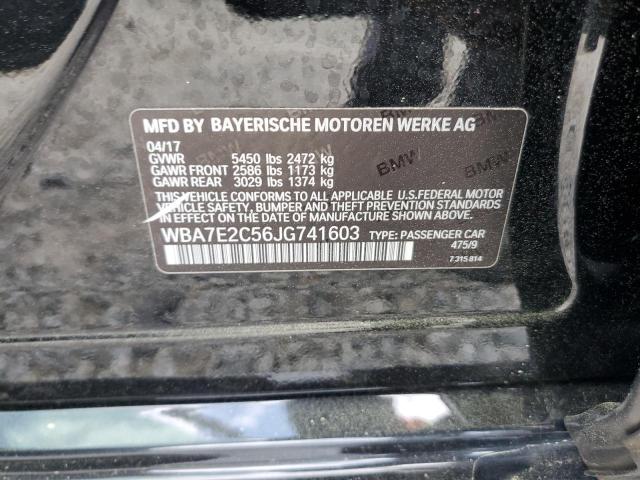 MFD BY BAYERISCHE MOTOREN WERKE AG
04/17
GVWR 5450 lbs 2472 kg
GAWR FRONT 2586 lbs 1173 kg
GAWR REAR 3029 lbs 1374 kg
THIS VEHICLE CONFORMS TO ALL APPLICABLE U.S.FEDERAL MOTOR
VEHICLE SAFETY, BUMPER AND THEFT PREVENTION STANDARDS IN
EFFECT ON THE DATE OF MANUFACTURE SHOWN ABOVE.
WBA7E2C56JG741603 TYPE: PASSENGER CAR
475/9
7 315 814
BMW
BMW